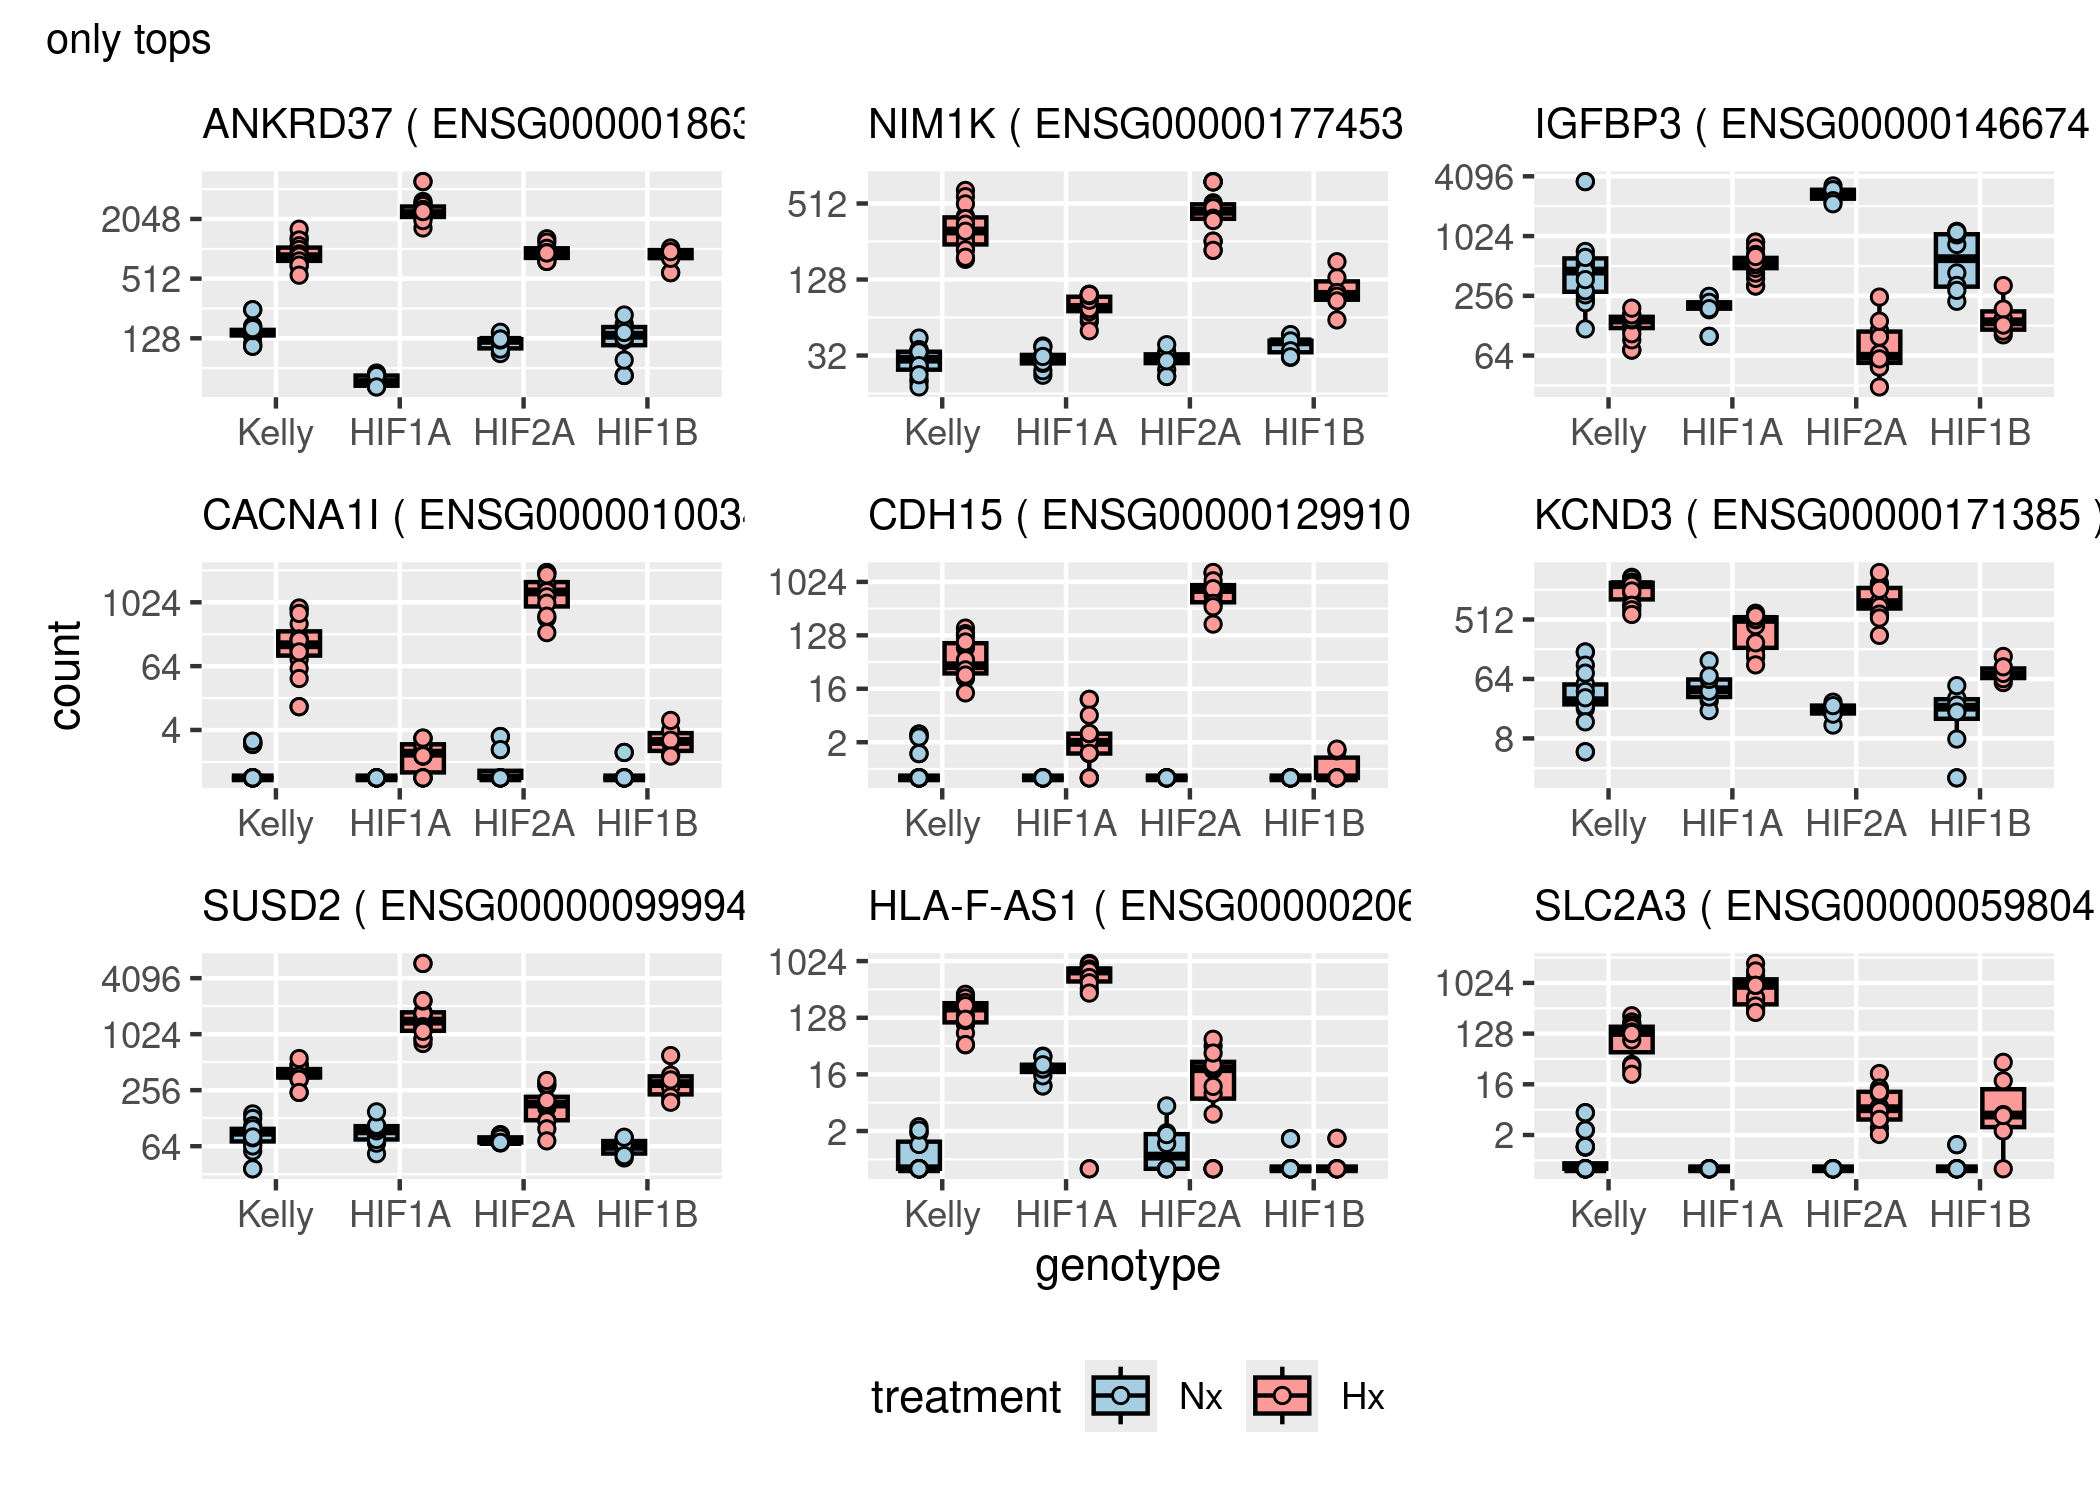 only tops
ANKRD37 ( ENSG00000186
NIM1K ( ENSG00000177453
IGFBP3 ( ENSG00000146674
2048
512
128
Kelly HIF1A HIF2A HIF1B
512
128
32
Kelly HIF1A HIF2A HIF1B
4096
1024
256
64
Kelly HIF1A HIF2A HIF1B
count
CACNA1I ( ENSG00000100
CDH15 ( ENSG00000129910
KCND3 ( ENSG00000171385 )
1024
64
4
Kelly HIF1A HIF2A HIF1B
1024
128
16
2
Kelly HIF1A HIF2A HIF1B
512
64
8
Kelly HIF1A HIF2A HIF1B
SUSD2 ( ENSG00000099994
HLA-F-AS1 ( ENSG00000206
SLC2A3 ( ENSG00000059804
4096
1024
256
64
Kelly HIF1A HIF2A HIF1B
1024
128
16
2
Kelly HIF1A HIF2A HIF1B
1024
128
16
2
Kelly HIF1A HIF2A HIF1B
genotype
treatment Nx Hx